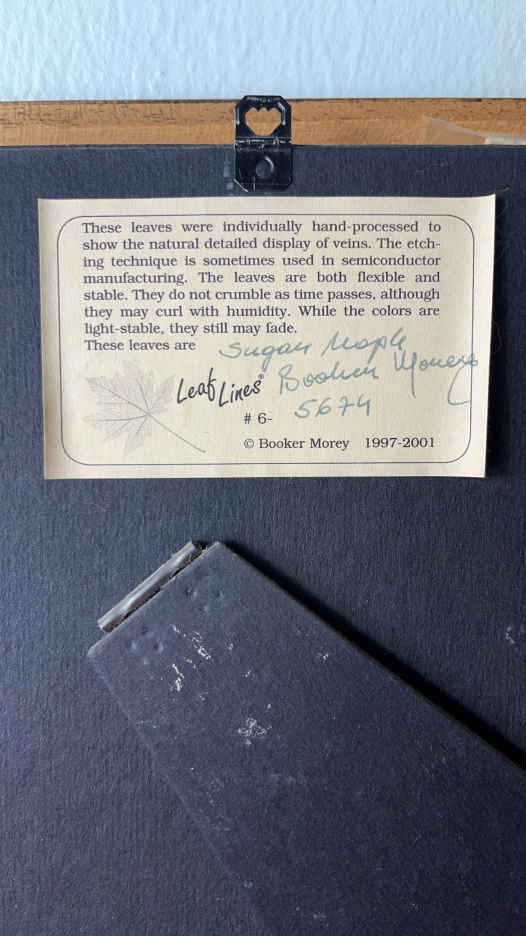 These leaves were individually hand-processed to
show the natural detailed display of veins. The etch-
ing technique is sometimes used in semiconductor
manufacturing. The leaves are both flexible and
stable. They do not crumble as time passes, although
they may curl with humidity. While the colors are
light-stable, they still may fade.
These leaves are Sugar Maple
Leaf Lines® Booker Morey
# 6- 5674
© Booker Morey 1997-2001